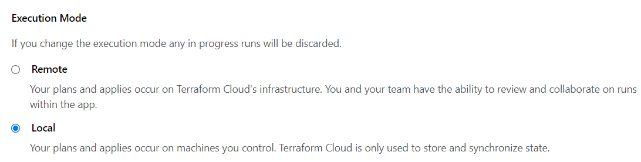 Execution Mode
If you change the execution mode any in progress runs will be discarded.
Remote
Your plans and applies occur on Terraform Cloud's infrastructure. You and your team have the ability to review and collaborate on runs
within the app.
Local
Your plans and applies occur on machines you control. Terraform Cloud is only used to store and synchronize state.